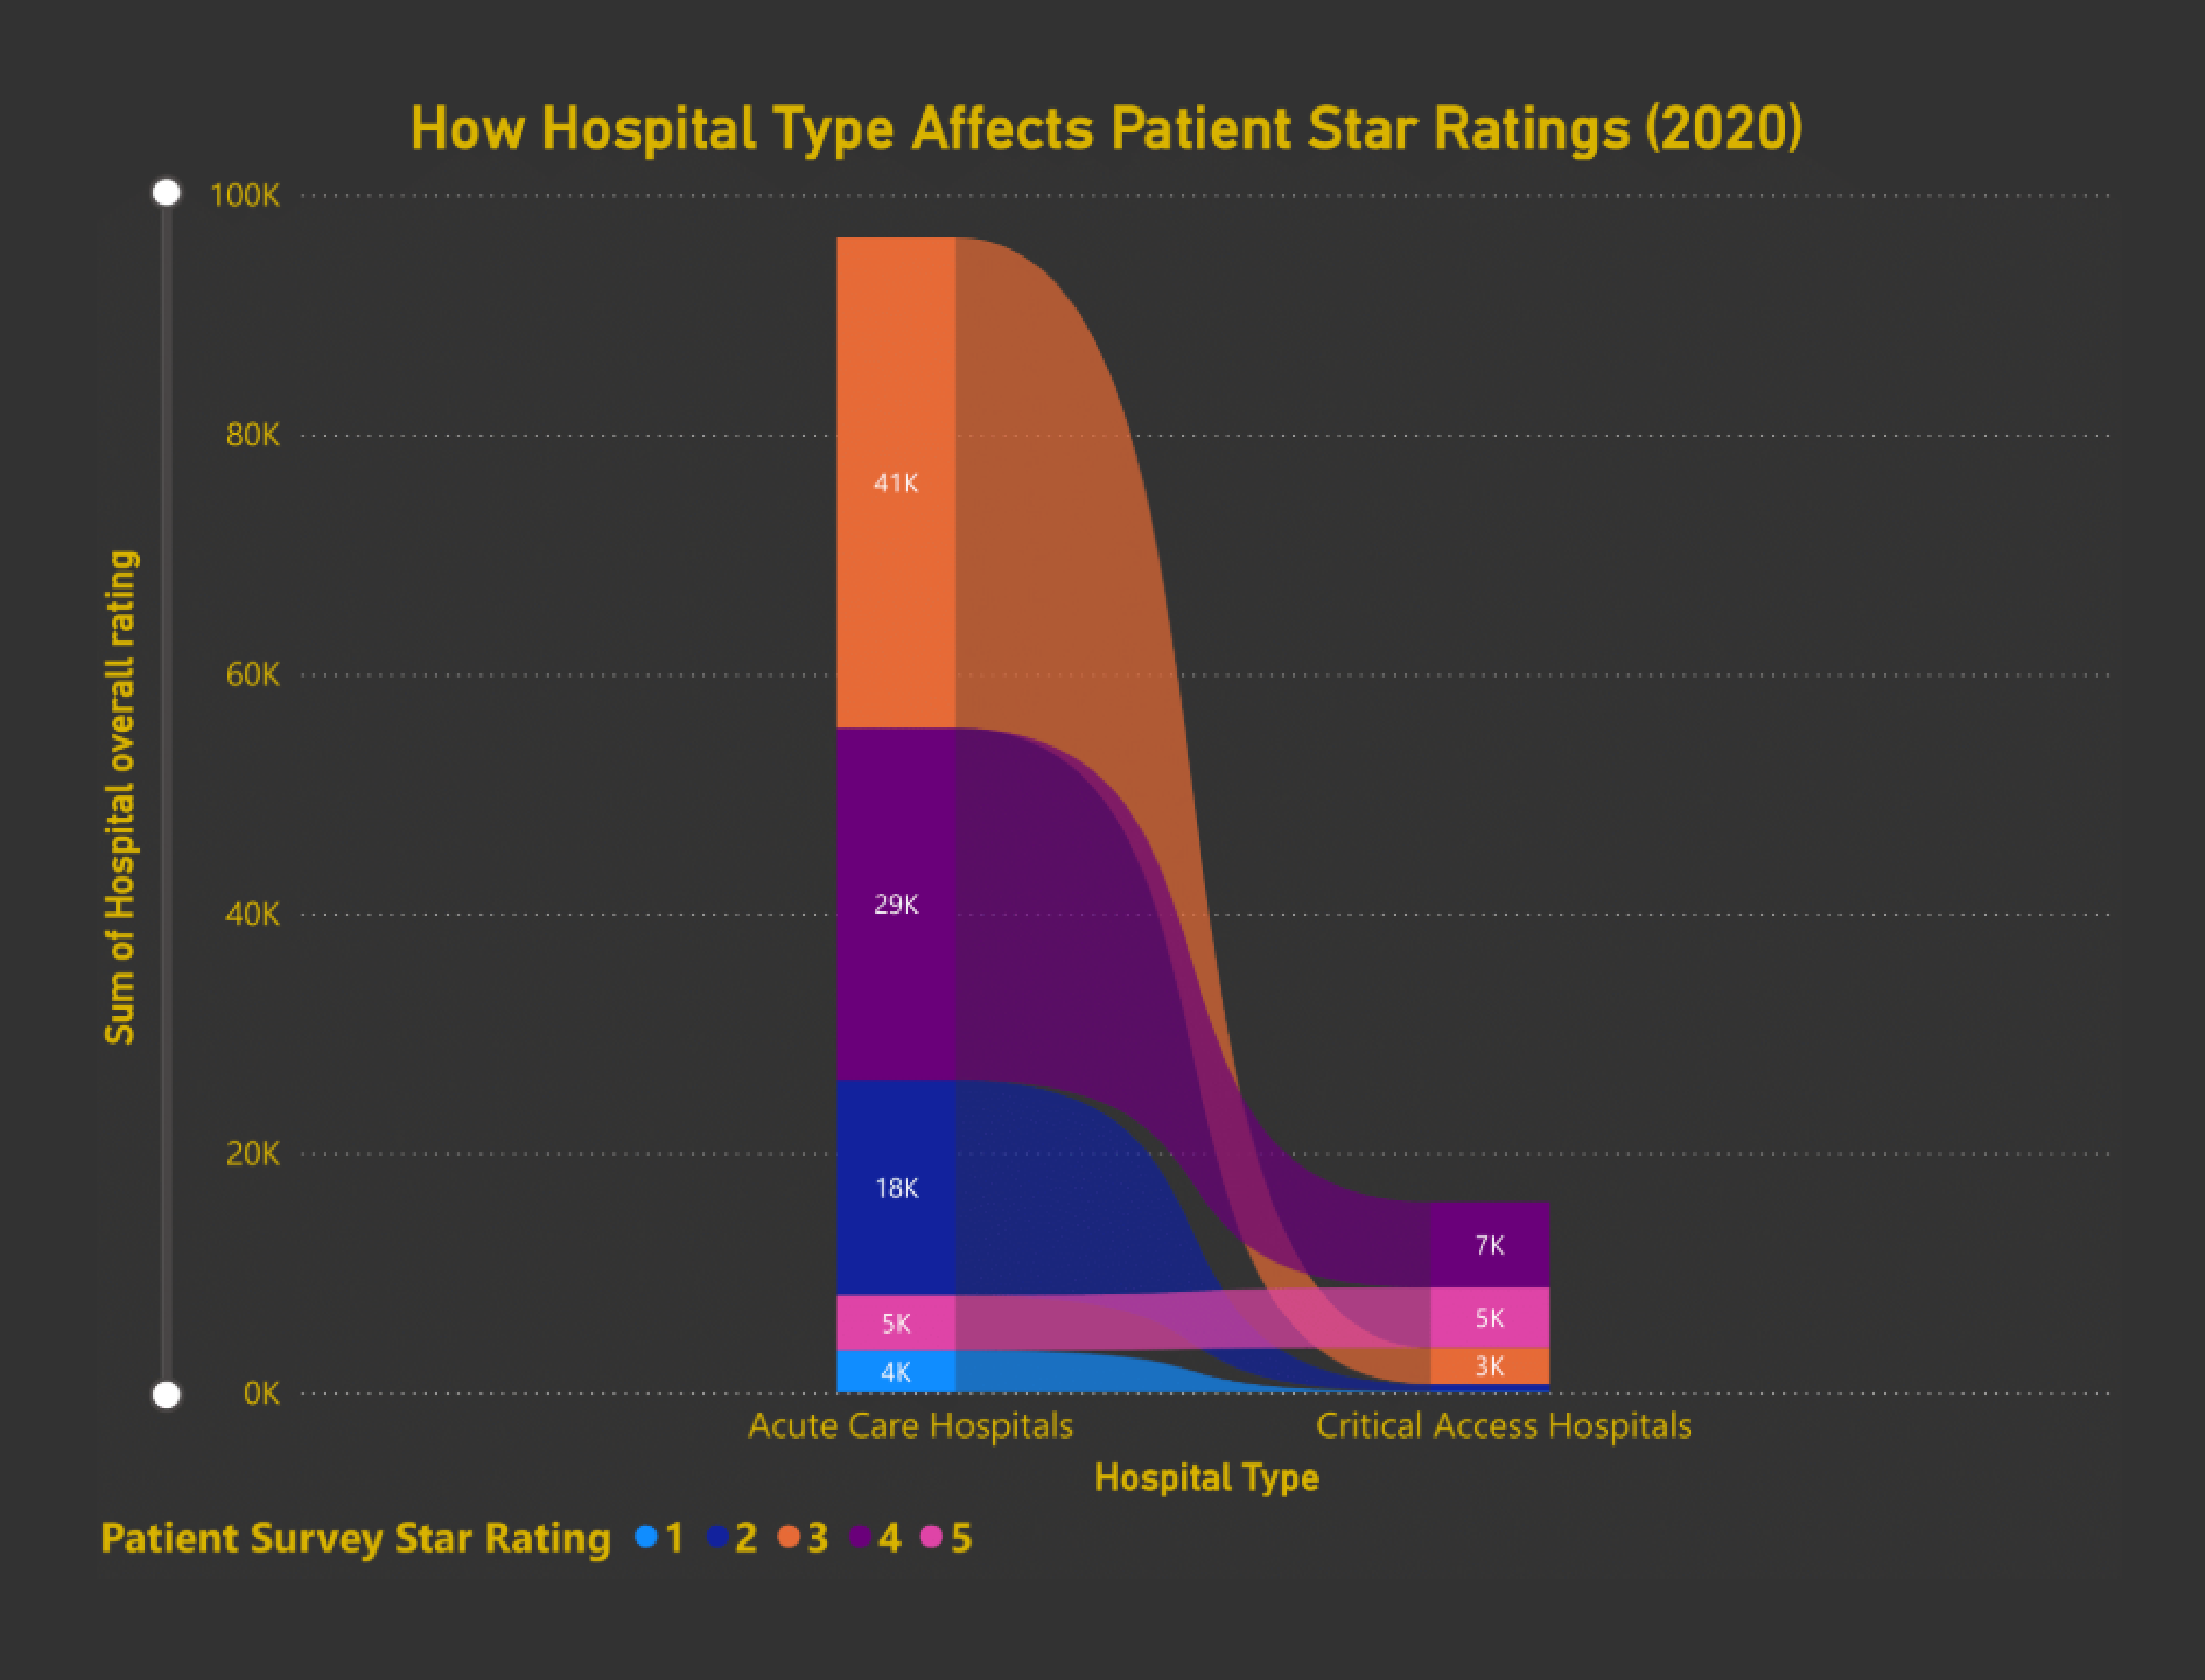 How Hospital Type Affects Patient Star Ratings (2020)
100K
80K
60K
40K
20K
0K
Sum of Hospital overall rating
41K
29K
18K
5K
4K
7K
5K
3K
Acute Care Hospitals
Critical Access Hospitals
Hospital Type
Patient Survey Star Rating 1 2 3 4 5